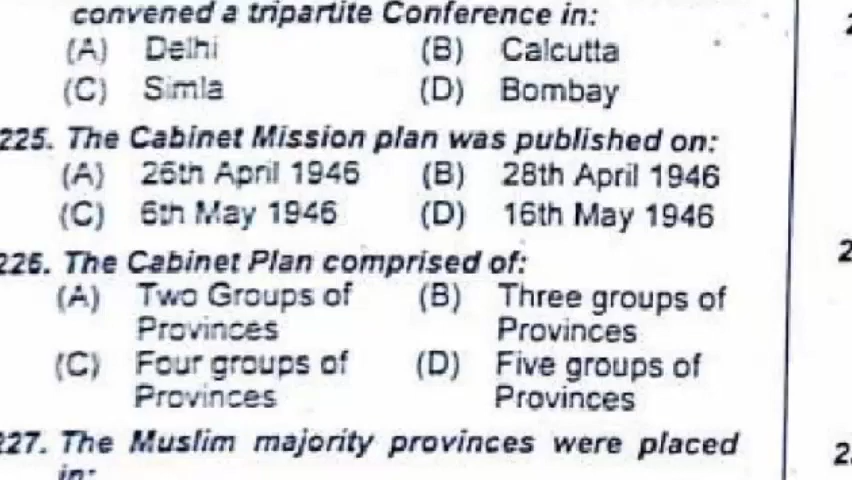 convened a tripartite Conference in:
(A) Delhi (B) Calcutta
(C) Simla (D) Bombay
225. The Cabinet Mission plan was published on:
(A) 26th April 1946 (B) 28th April 1946
(C) 6th May 1946 (D) 16th May 1946
226. The Cabinet Plan comprised of:
(A) Two Groups of (B) Three groups of
Provinces Provinces
(C) Four groups of (D) Five groups of
Provinces Provinces
227. The Muslim majority provinces were placed
in: